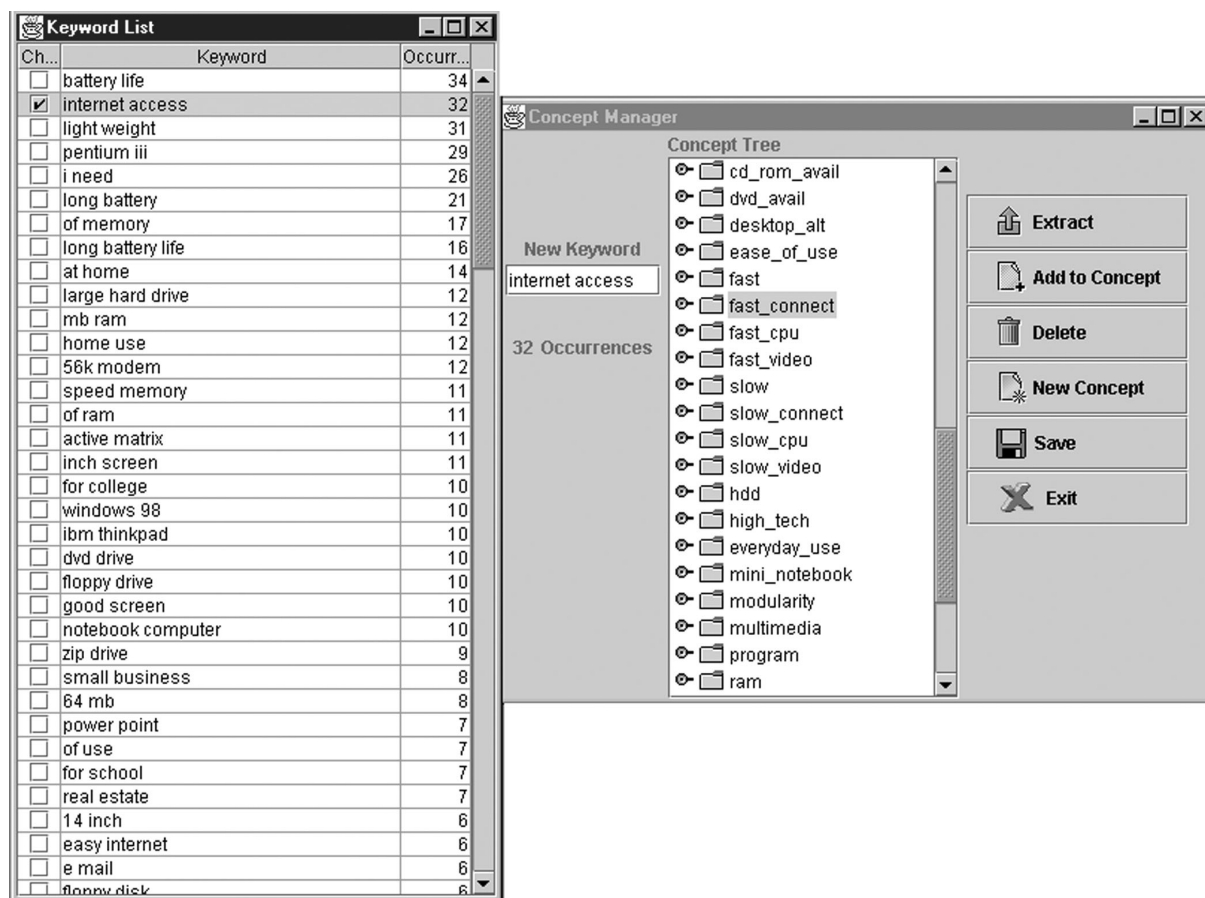 Keyword List
Ch... Keyword Occurr...
battery life 34
internet access 32
light weight 31
pentium iii 29
i need 26
long battery 21
of memory 17
long battery life 16
at home 14
large hard drive 12
mb ram 12
home use 12
56k modem 12
speed memory 11
of ram 11
active matrix 11
inch screen 11
for college 10
windows 98 10
ibm thinkpad 10
dvd drive 10
floppy drive 10
good screen 10
notebook computer 10
zip drive 9
small business 8
64 mb 8
power point 7
of use 7
for school 7
real estate 7
14 inch 6
easy internet 6
e mail 6
floppy disk 6
Concept Manager
New Keyword
internet access
32 Occurrences
Concept Tree
cd_rom_avail
dvd_avail
desktop_alt
ease_of_use
fast
fast_connect
fast_cpu
fast_video
slow
slow_connect
slow_cpu
slow_video
hdd
high_tech
everyday_use
mini_notebook
modularity
multimedia
program
ram
Extract
Add to Concept
Delete
New Concept
Save
Exit